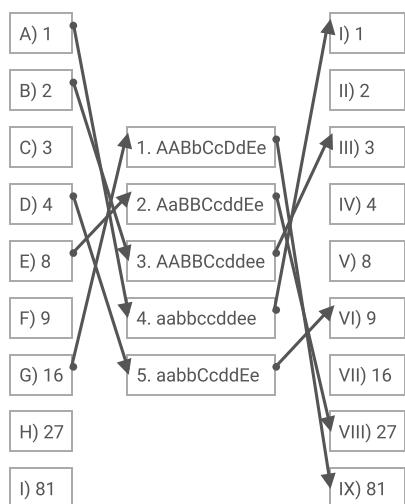 A) 1
B) 2
C) 3
D) 4
E) 8
F) 9
G) 16
H) 27
I) 81
1. AABbCcDdEe
2. AaBBCcddEe
3. AABBCcddee
4. aabbccddee
5. aabbCcddEe
I) 1
II) 2
III) 3
IV) 4
V) 8
VI) 9
VII) 16
VIII) 27
IX) 81